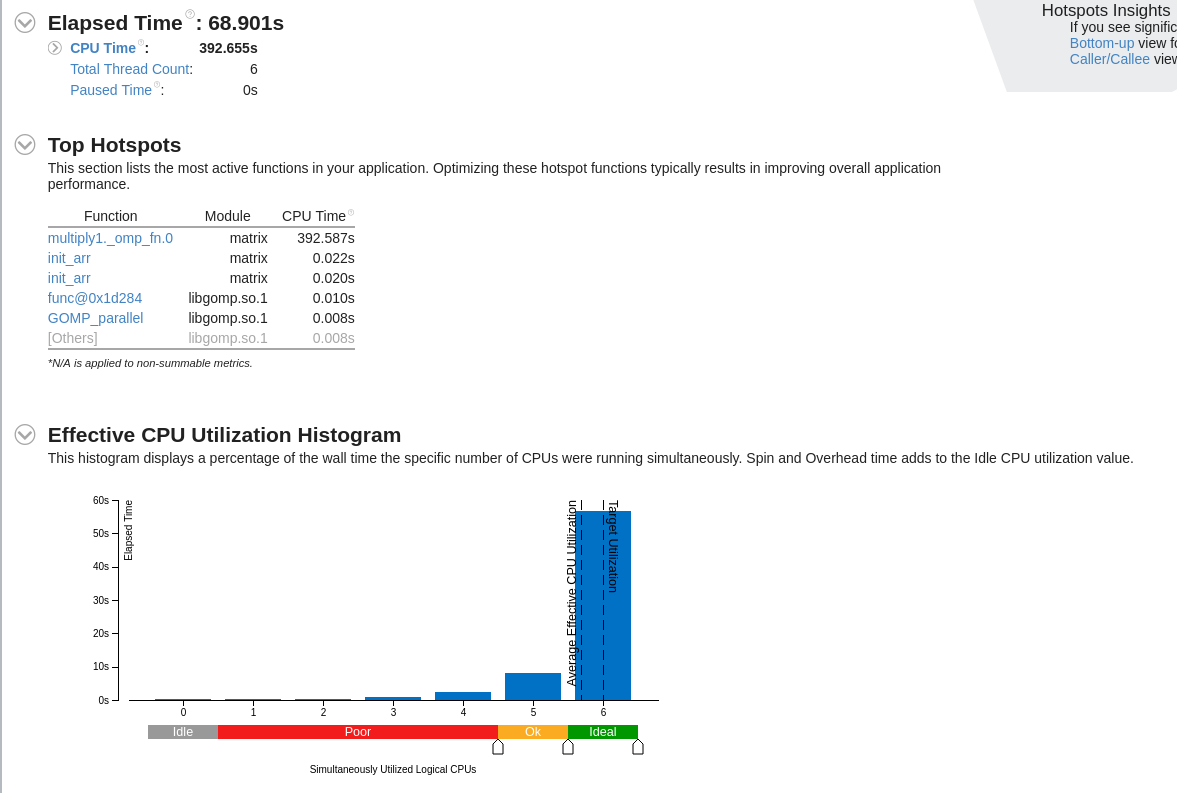 Elapsed Time: 68.901s
CPU Time: 392.655s
Total Thread Count: 6
Paused Time: 0s
Hotspots Insights
If you see signific
Bottom-up view fo
Caller/Callee view
Top Hotspots
This section lists the most active functions in your application. Optimizing these hotspot functions typically results in improving overall application
performance.
Function Module CPU Time
multiply1._omp_fn.0 matrix 392.587s
init_arr matrix 0.022s
init_arr matrix 0.020s
func@0x1d284 libgomp.so.1 0.010s
GOMP_parallel libgomp.so.1 0.008s
[Others] libgomp.so.1 0.008s
*N/A is applied to non-summable metrics.
Effective CPU Utilization Histogram
This histogram displays a percentage of the wall time the specific number of CPUs were running simultaneously. Spin and Overhead time adds to the Idle CPU utilization value.
60s
50s
40s
30s
20s
10s
0s
Elapsed Time
Average Effective CPU Utilization
Target Utilization
0 1 2 3 4 5 6
Idle Poor Ok Ideal
Simultaneously Utilized Logical CPUs